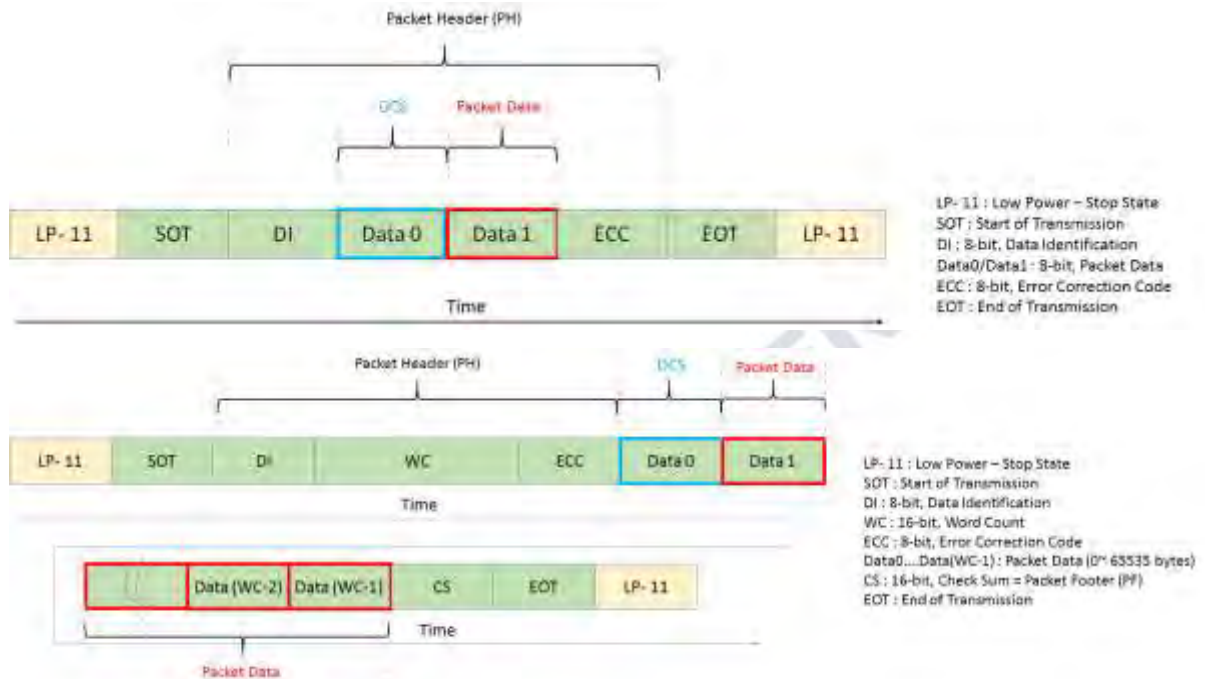 Packet Header (PH)
DCS Packet Data
LP- 11 SOT DI Data 0 Data 1 ECC EOT LP- 11
Time
LP- 11 : Low Power – Stop State
SOT : Start of Transmission
DI : 8-bit, Data Identification
Data0/Data1 : 8-bit, Packet Data
ECC : 8-bit, Error Correction Code
EOT : End of Transmission
Packet Header (PH) DCS Packet Data
LP- 11 SOT DI WC ECC Data 0 Data 1
Time
Data (WC-2) Data (WC-1) CS EOT LP- 11
Time
Packet Data
LP- 11 : Low Power – Stop State
SOT : Start of Transmission
DI : 8-bit, Data Identification
WC : 16-bit, Word Count
ECC : 8-bit, Error Correction Code
Data0....Data(WC-1) : Packet Data (0~ 65535 bytes)
CS : 16-bit, Check Sum = Packet Footer (PF)
EOT : End of Transmission